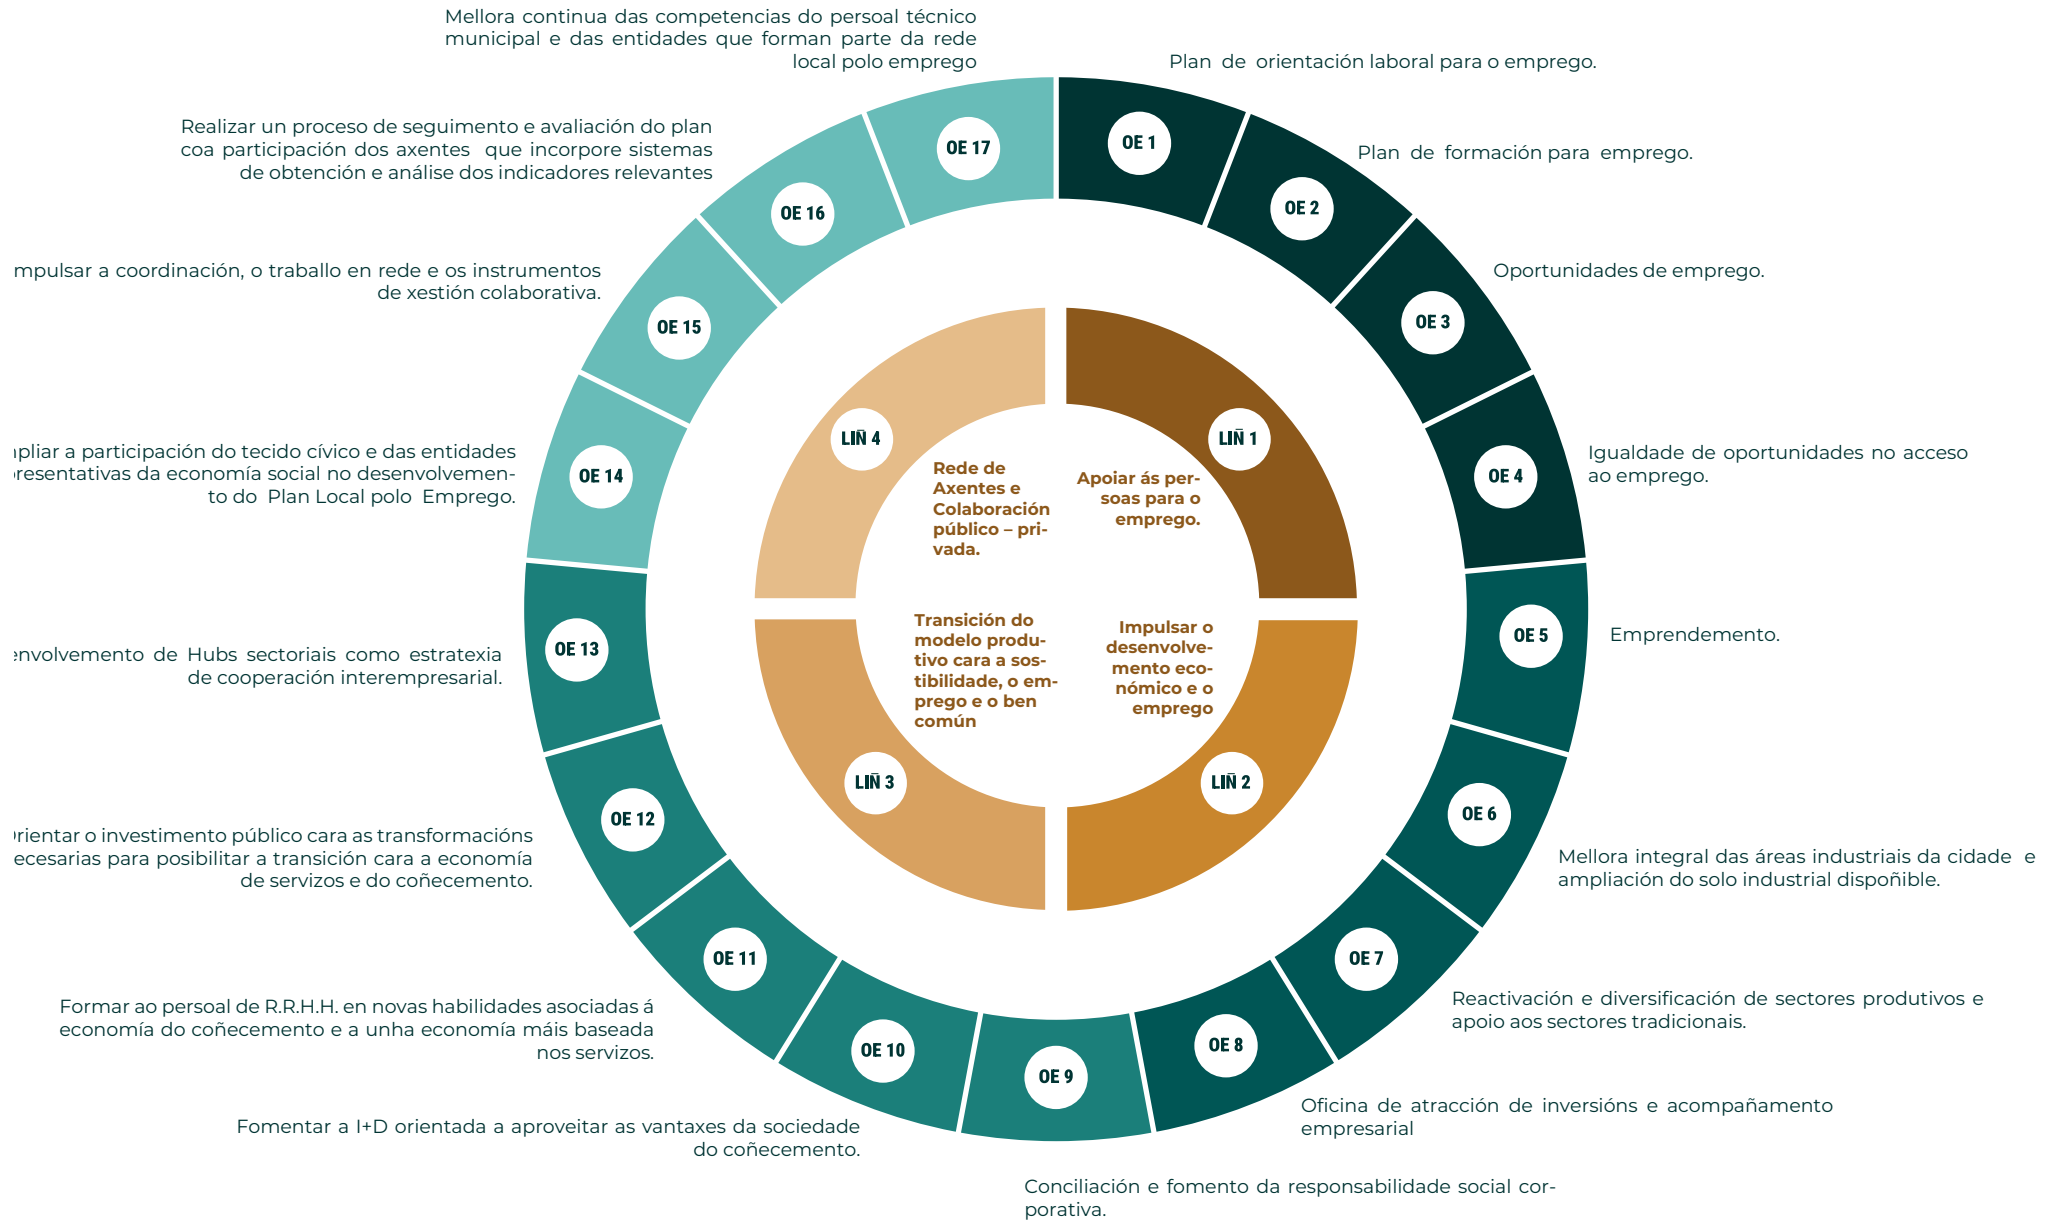 Mellora continua das competencias do persoal técnico
municipal e das entidades que forman parte da rede
local polo emprego
OE 17
Plan de orientación laboral para o emprego.
OE 1
Plan de formación para emprego.
OE 2
Oportunidades de emprego.
OE 3
Igualdade de oportunidades no acceso
ao emprego.
OE 4
Emprendemento.
OE 5
Mellora integral das áreas industriais da cidade e
ampliación do solo industrial dispoñible.
OE 6
Reactivación e diversificación de sectores produtivos e
apoio aos sectores tradicionais.
OE 7
Oficina de atracción de inversións e acompañamento
empresarial
OE 8
Conciliación e fomento da responsabilidade social cor-
porativa.
OE 9
Fomentar a I+D orientada a aproveitar as vantaxes da sociedade
do coñecemento.
OE 10
Formar ao persoal de R.R.H.H. en novas habilidades asociadas á
economía do coñecemento e a unha economía máis baseada
nos servizos.
OE 11
rientar o investimento público cara as transformacións
ecesarias para posibilitar a transición cara a economía
de servizos e do coñecemento.
OE 12
envolvemento de Hubs sectoriais como estratexia
de cooperación interempresarial.
OE 13
pliar a participación do tecido cívico e das entidades
resentativas da economía social no desenvolvemen-
to do Plan Local polo Emprego.
OE 14
mpulsar a coordinación, o traballo en rede e os instrumentos
de xestión colaborativa.
OE 15
Realizar un proceso de seguimento e avaliación do plan
coa participación dos axentes que incorpore sistemas
de obtención e análise dos indicadores relevantes
OE 16
LIÑ 4
Rede de
Axentes e
Colaboración
público – pri-
vada.
LIÑ 1
Apoiar ás per-
soas para o
emprego.
LIÑ 3
Transición do
modelo produ-
tivo cara a sos-
tibilidade, o em-
prego e o ben
común
LIÑ 2
Impulsar o
desenvolve-
mento eco-
nómico e o
emprego